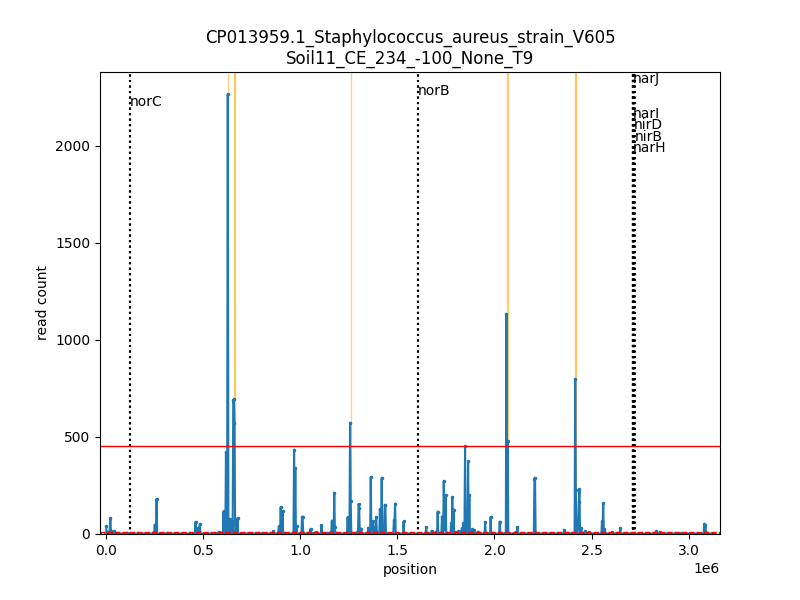 CP013959.1_Staphylococcus_aureus_strain_V605
Soil11_CE_234_-100_None_T9
narJ
norB
norC
narI
nirD
nirB
narH
2000
1500
1000
500
0
read count
0.0 0.5 1.0 1.5 2.0 2.5 3.0
1e6
position